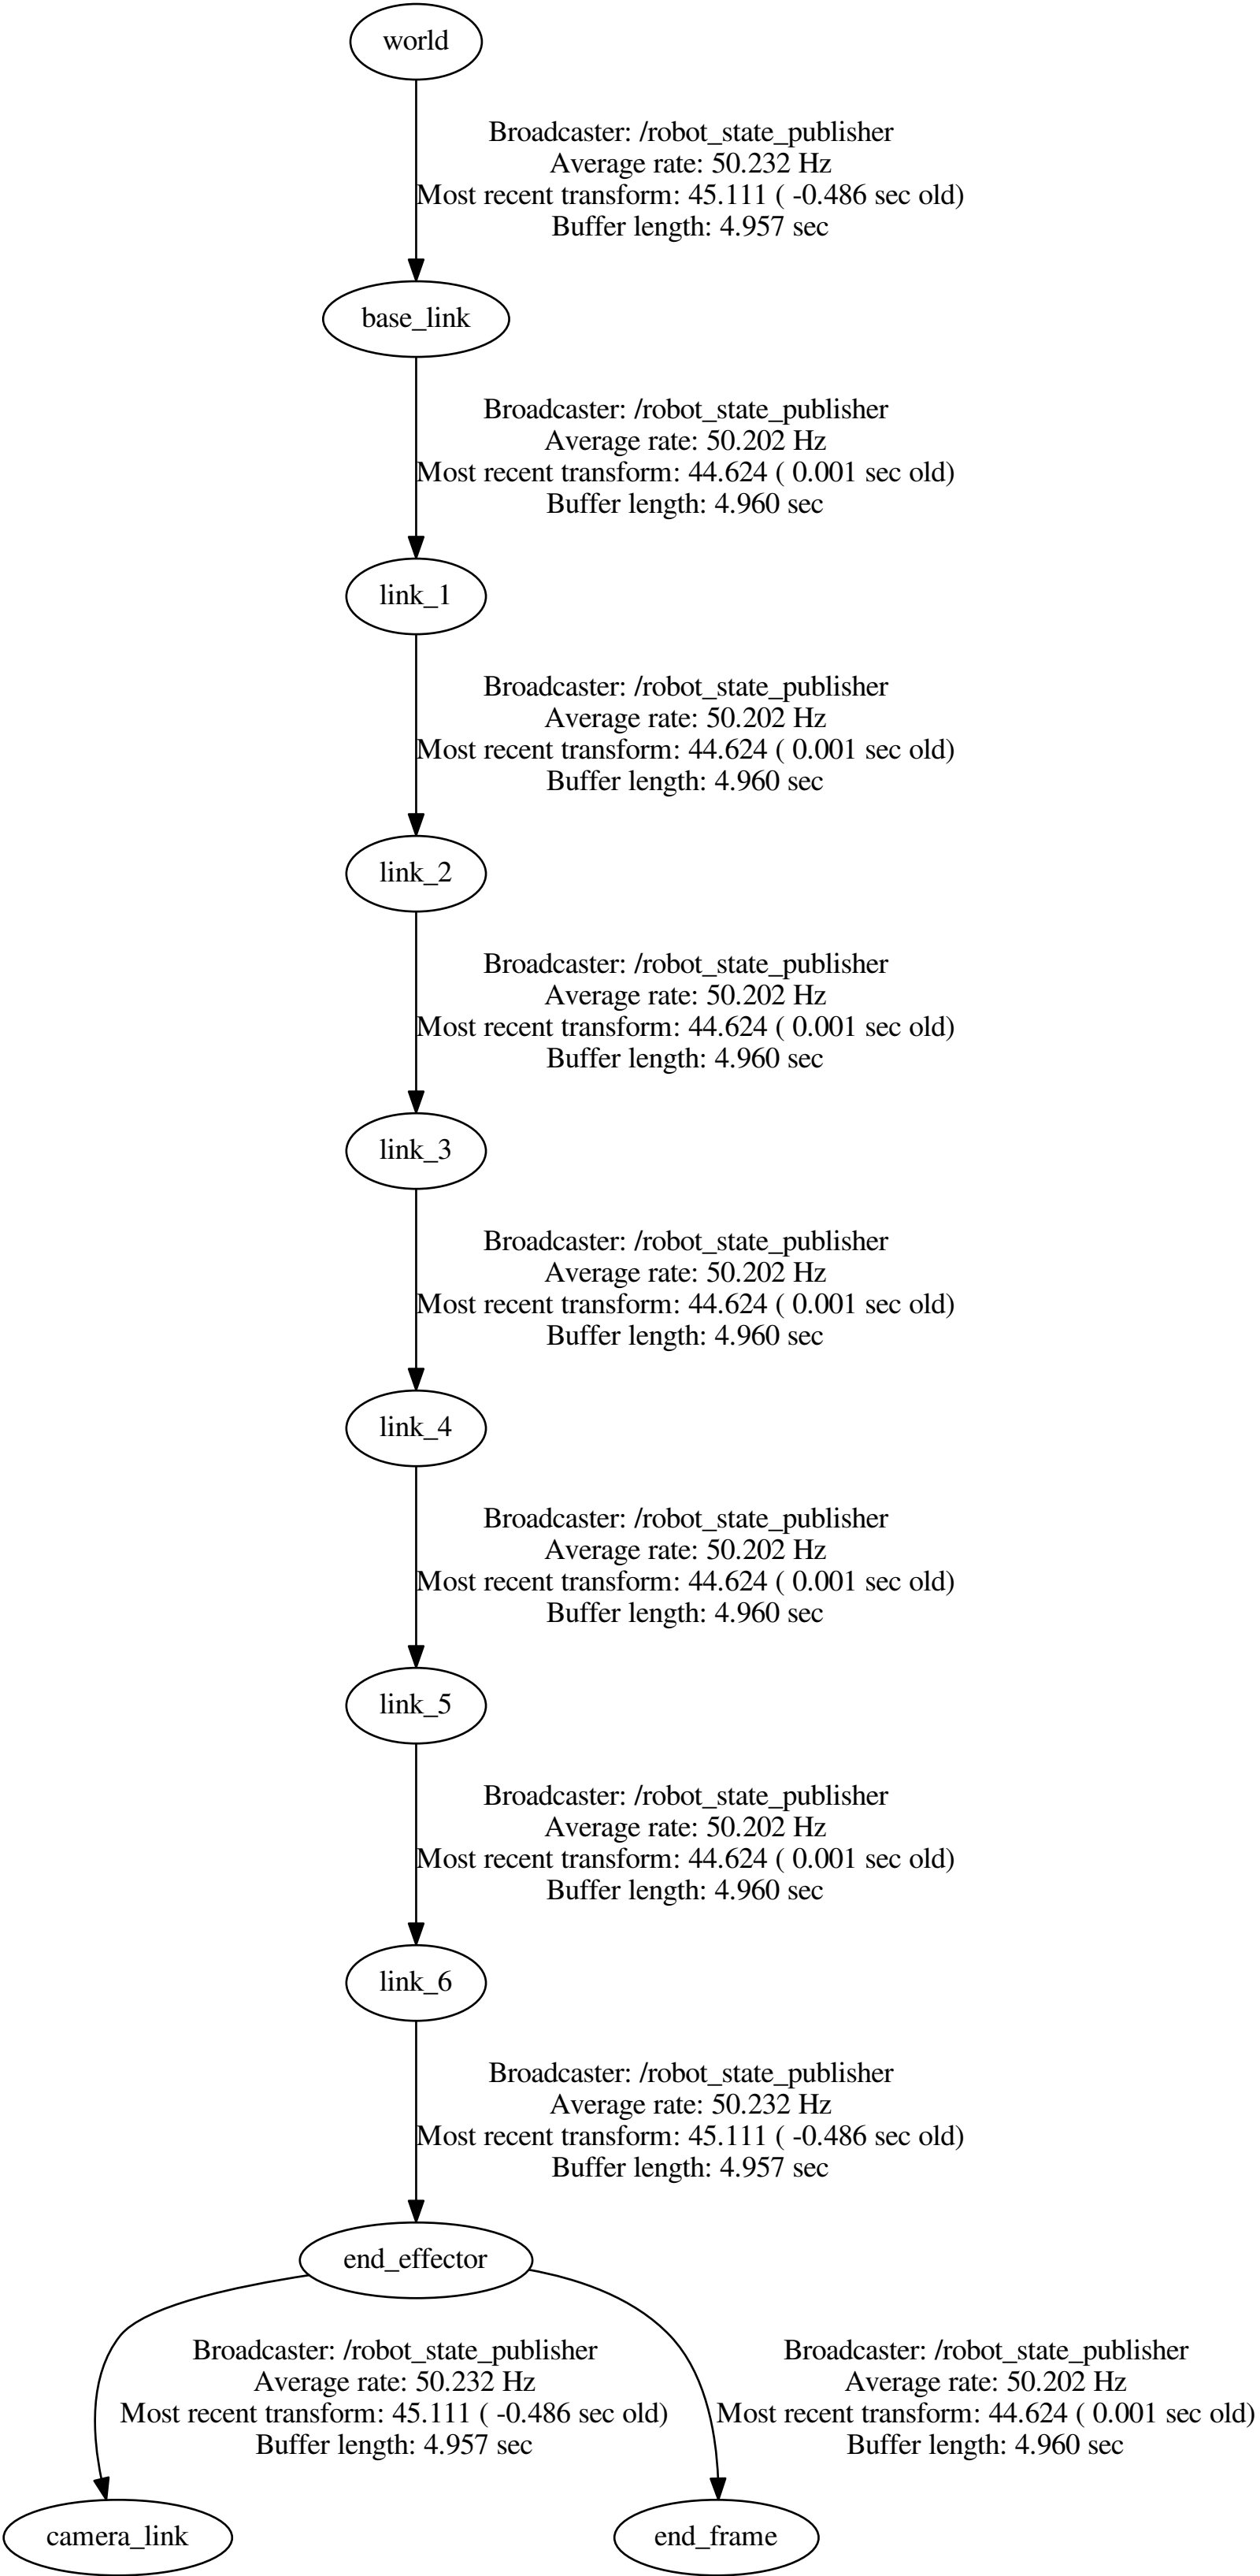 world
Broadcaster: /robot_state_publisher
Average rate: 50.232 Hz
Most recent transform: 45.111 ( -0.486 sec old)
Buffer length: 4.957 sec
base_link
Broadcaster: /robot_state_publisher
Average rate: 50.202 Hz
Most recent transform: 44.624 ( 0.001 sec old)
Buffer length: 4.960 sec
link_1
Broadcaster: /robot_state_publisher
Average rate: 50.202 Hz
Most recent transform: 44.624 ( 0.001 sec old)
Buffer length: 4.960 sec
link_2
Broadcaster: /robot_state_publisher
Average rate: 50.202 Hz
Most recent transform: 44.624 ( 0.001 sec old)
Buffer length: 4.960 sec
link_3
Broadcaster: /robot_state_publisher
Average rate: 50.202 Hz
Most recent transform: 44.624 ( 0.001 sec old)
Buffer length: 4.960 sec
link_4
Broadcaster: /robot_state_publisher
Average rate: 50.202 Hz
Most recent transform: 44.624 ( 0.001 sec old)
Buffer length: 4.960 sec
link_5
Broadcaster: /robot_state_publisher
Average rate: 50.202 Hz
Most recent transform: 44.624 ( 0.001 sec old)
Buffer length: 4.960 sec
link_6
Broadcaster: /robot_state_publisher
Average rate: 50.232 Hz
Most recent transform: 45.111 ( -0.486 sec old)
Buffer length: 4.957 sec
end_effector
Broadcaster: /robot_state_publisher
Average rate: 50.232 Hz
Most recent transform: 45.111 ( -0.486 sec old)
Buffer length: 4.957 sec
Broadcaster: /robot_state_publisher
Average rate: 50.202 Hz
Most recent transform: 44.624 ( 0.001 sec old)
Buffer length: 4.960 sec
camera_link
end_frame